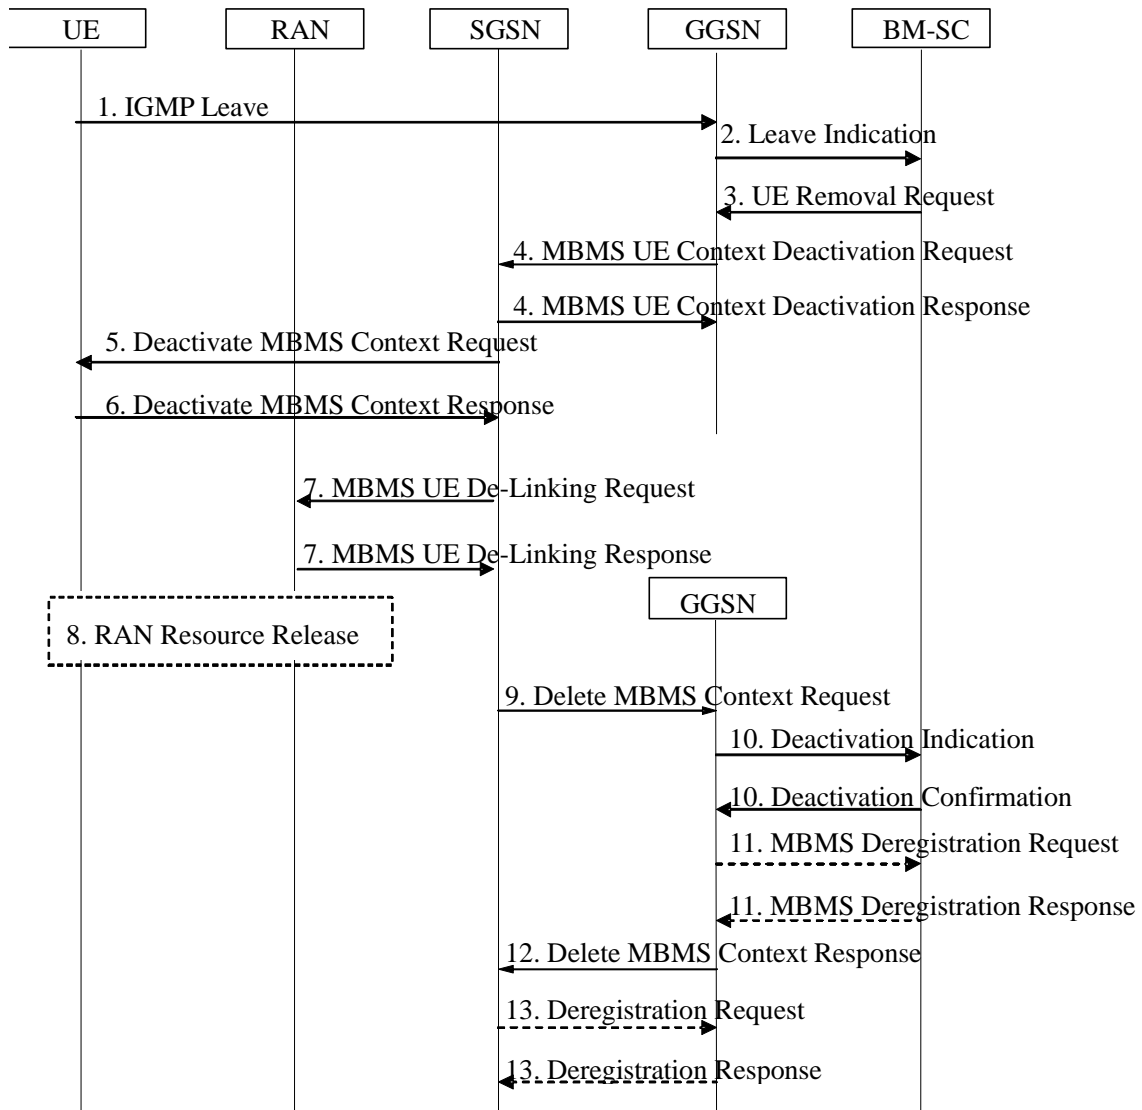 UE
RAN
SGSN
GGSN
BM-SC
1. IGMP Leave
2. Leave Indication
3. UE Removal Request
4. MBMS UE Context Deactivation Request
4. MBMS UE Context Deactivation Response
5. Deactivate MBMS Context Request
6. Deactivate MBMS Context Response
7. MBMS UE De-Linking Request
7. MBMS UE De-Linking Response
GGSN
8. RAN Resource Release
9. Delete MBMS Context Request
10. Deactivation Indication
10. Deactivation Confirmation
11. MBMS Deregistration Request
11. MBMS Deregistration Response
12. Delete MBMS Context Response
13. Deregistration Request
13. Deregistration Response